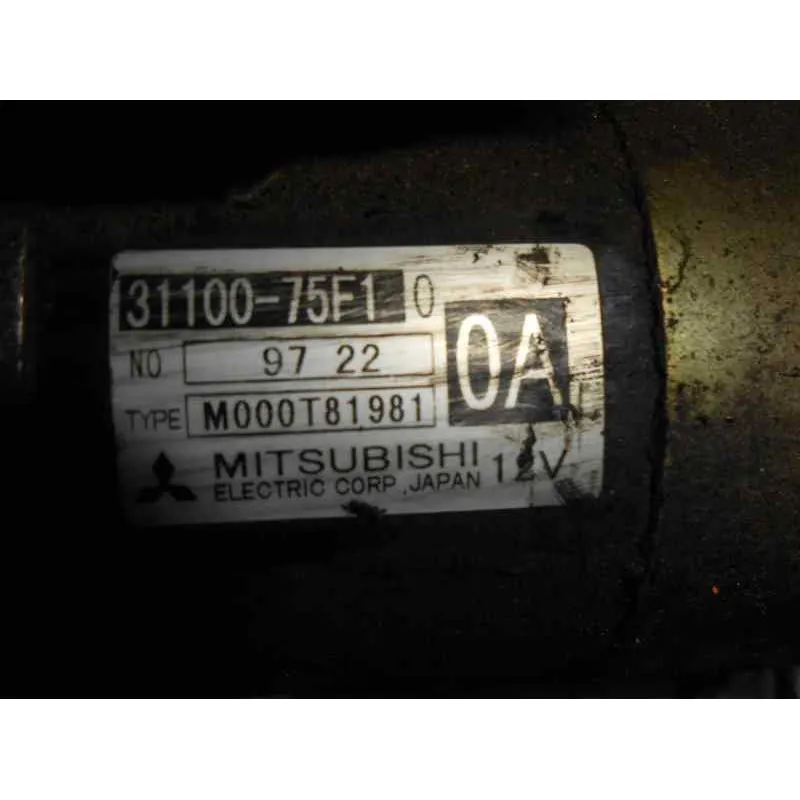 31100-75F1 0
NO 97 22
0A
TYPE M000T81981
MITSUBISHI 12V
ELECTRIC CORP., JAPAN